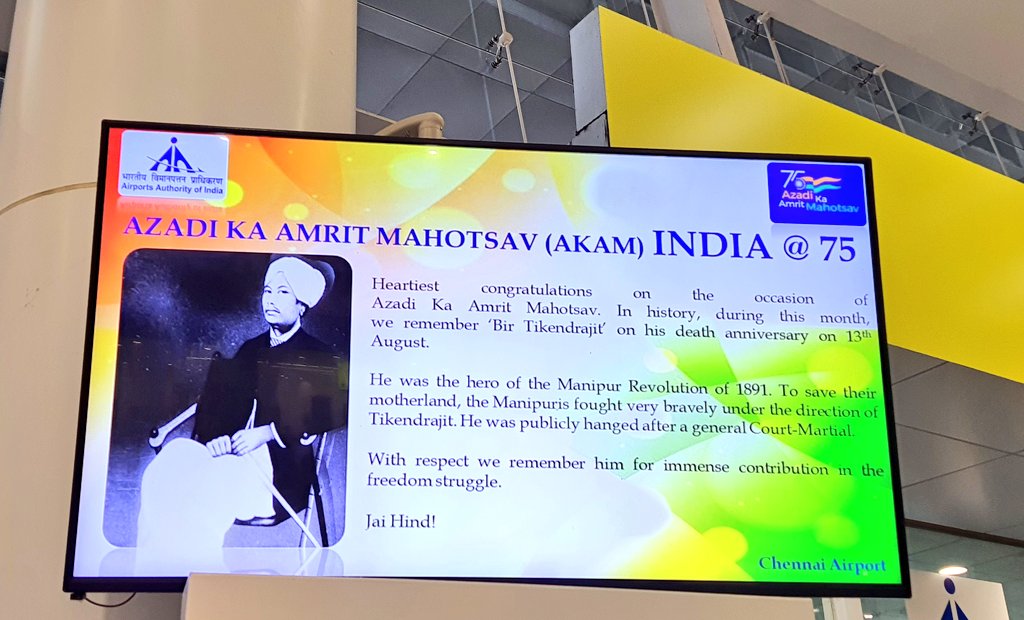 भारतीय विमानपत्तन प्राधिकरण
Airports Authority of India
75
Azadi Ka
Amrit Mahotsav
AZADI KA AMRIT MAHOTSAV (AKAM) INDIA @ 75
Heartiest congratulations on the occasion of
Azadi Ka Amrit Mahotsav. In history, during this month,
we remember ‘Bir Tikendrajit’ on his death anniversary on 13th
August.
He was the hero of the Manipur Revolution of 1891. To save their
motherland, the Manipuris fought very bravely under the direction of
Tikendrajit. He was publicly hanged after a general Court-Martial.
With respect we remember him for immense contribution in the
freedom struggle.
Jai Hind!
Chennai Airport